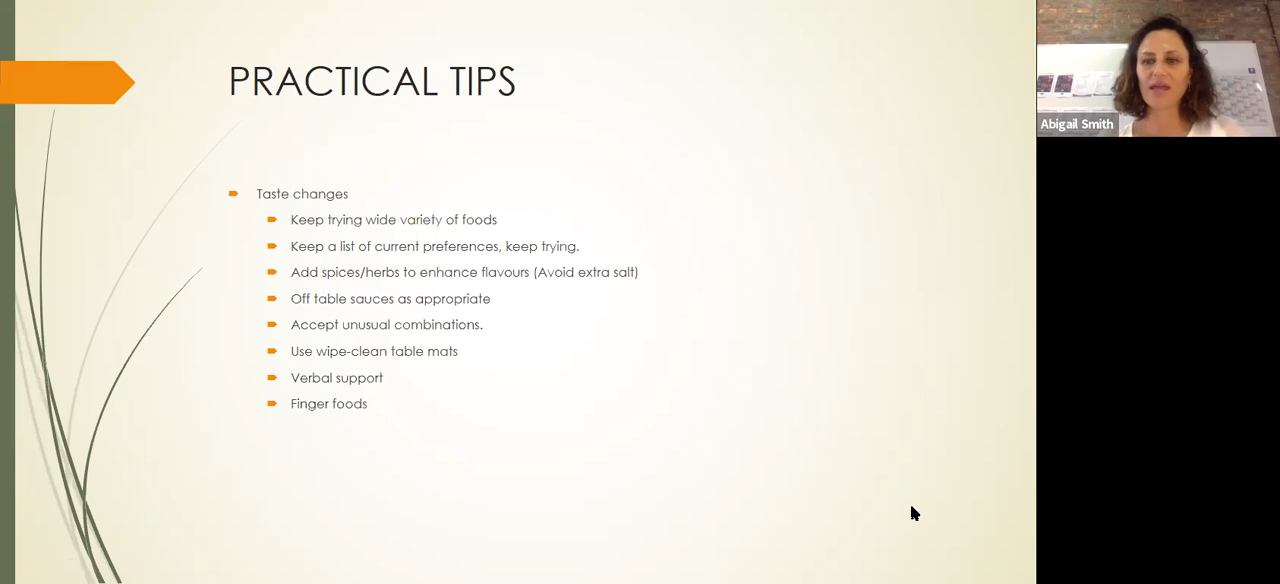 PRACTICAL TIPS
Taste changes
Keep trying wide variety of foods
Keep a list of current preferences, keep trying.
Add spices/herbs to enhance flavours (Avoid extra salt)
Off table sauces as appropriate
Accept unusual combinations.
Use wipe-clean table mats
Verbal support
Finger foods
Abigail Smith